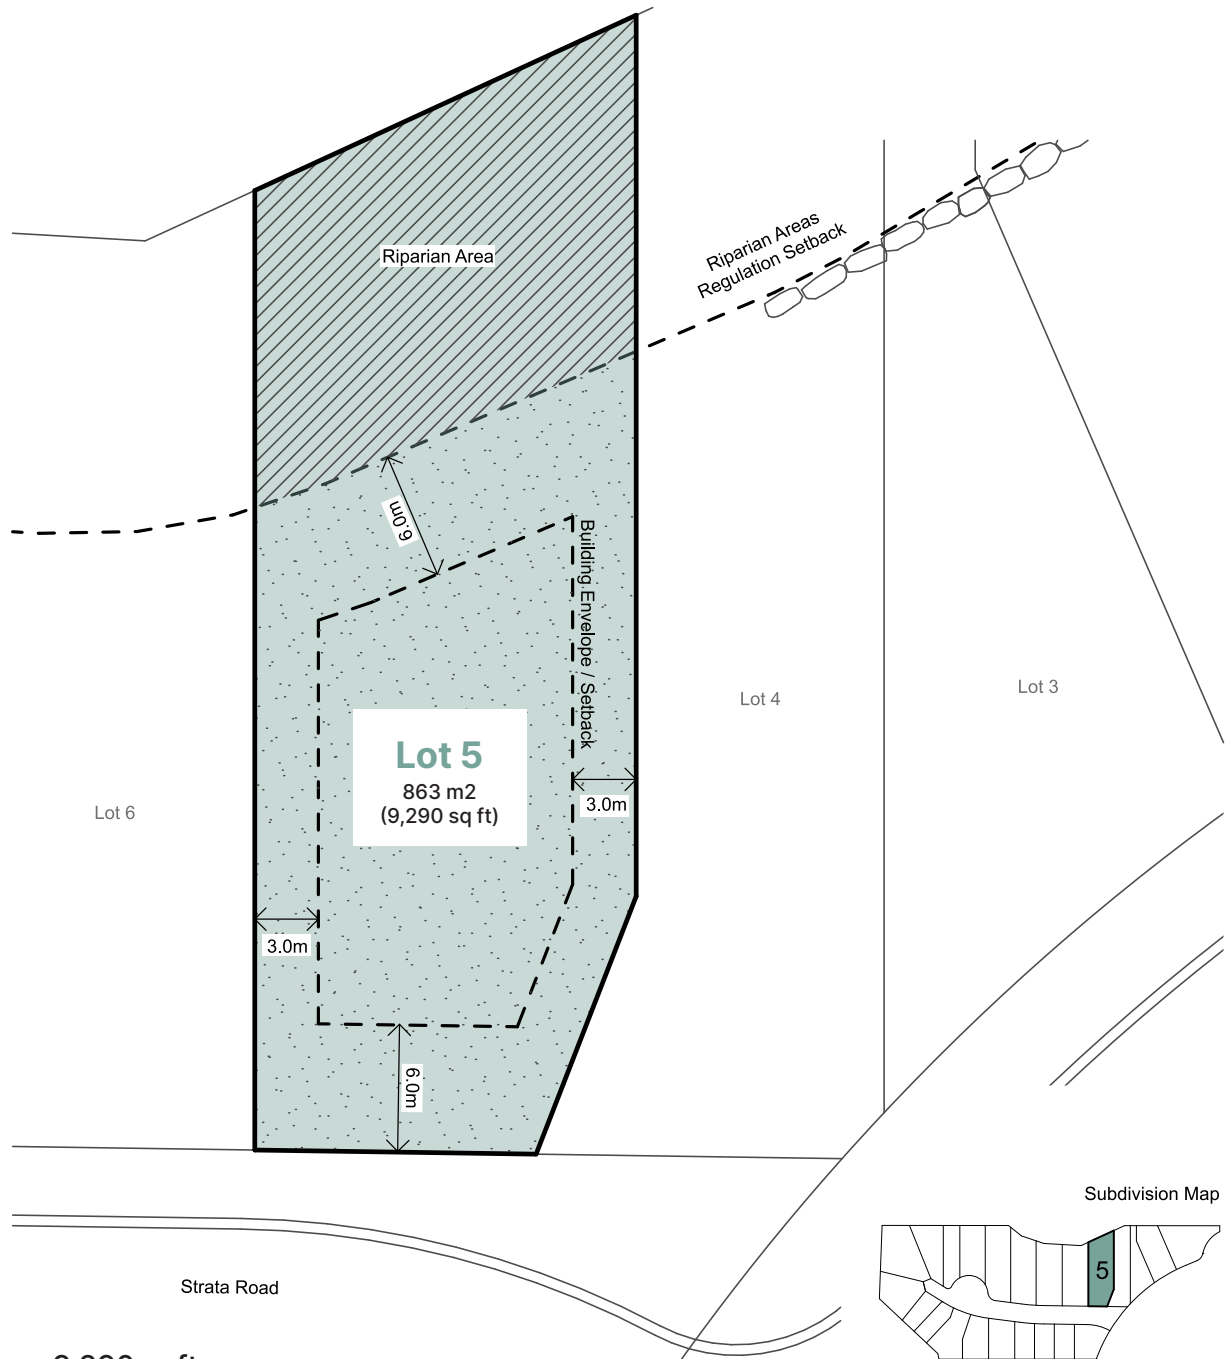 Riparian Area
Riparian Areas
Regulation Setback
6.0m
Building Envelope / Setback
Lot 4
Lot 3
Lot 5
863 m2
(9,290 sq ft)
3.0m
Lot 6
3.0m
6.0m
Subdivision Map
5
Strata Road